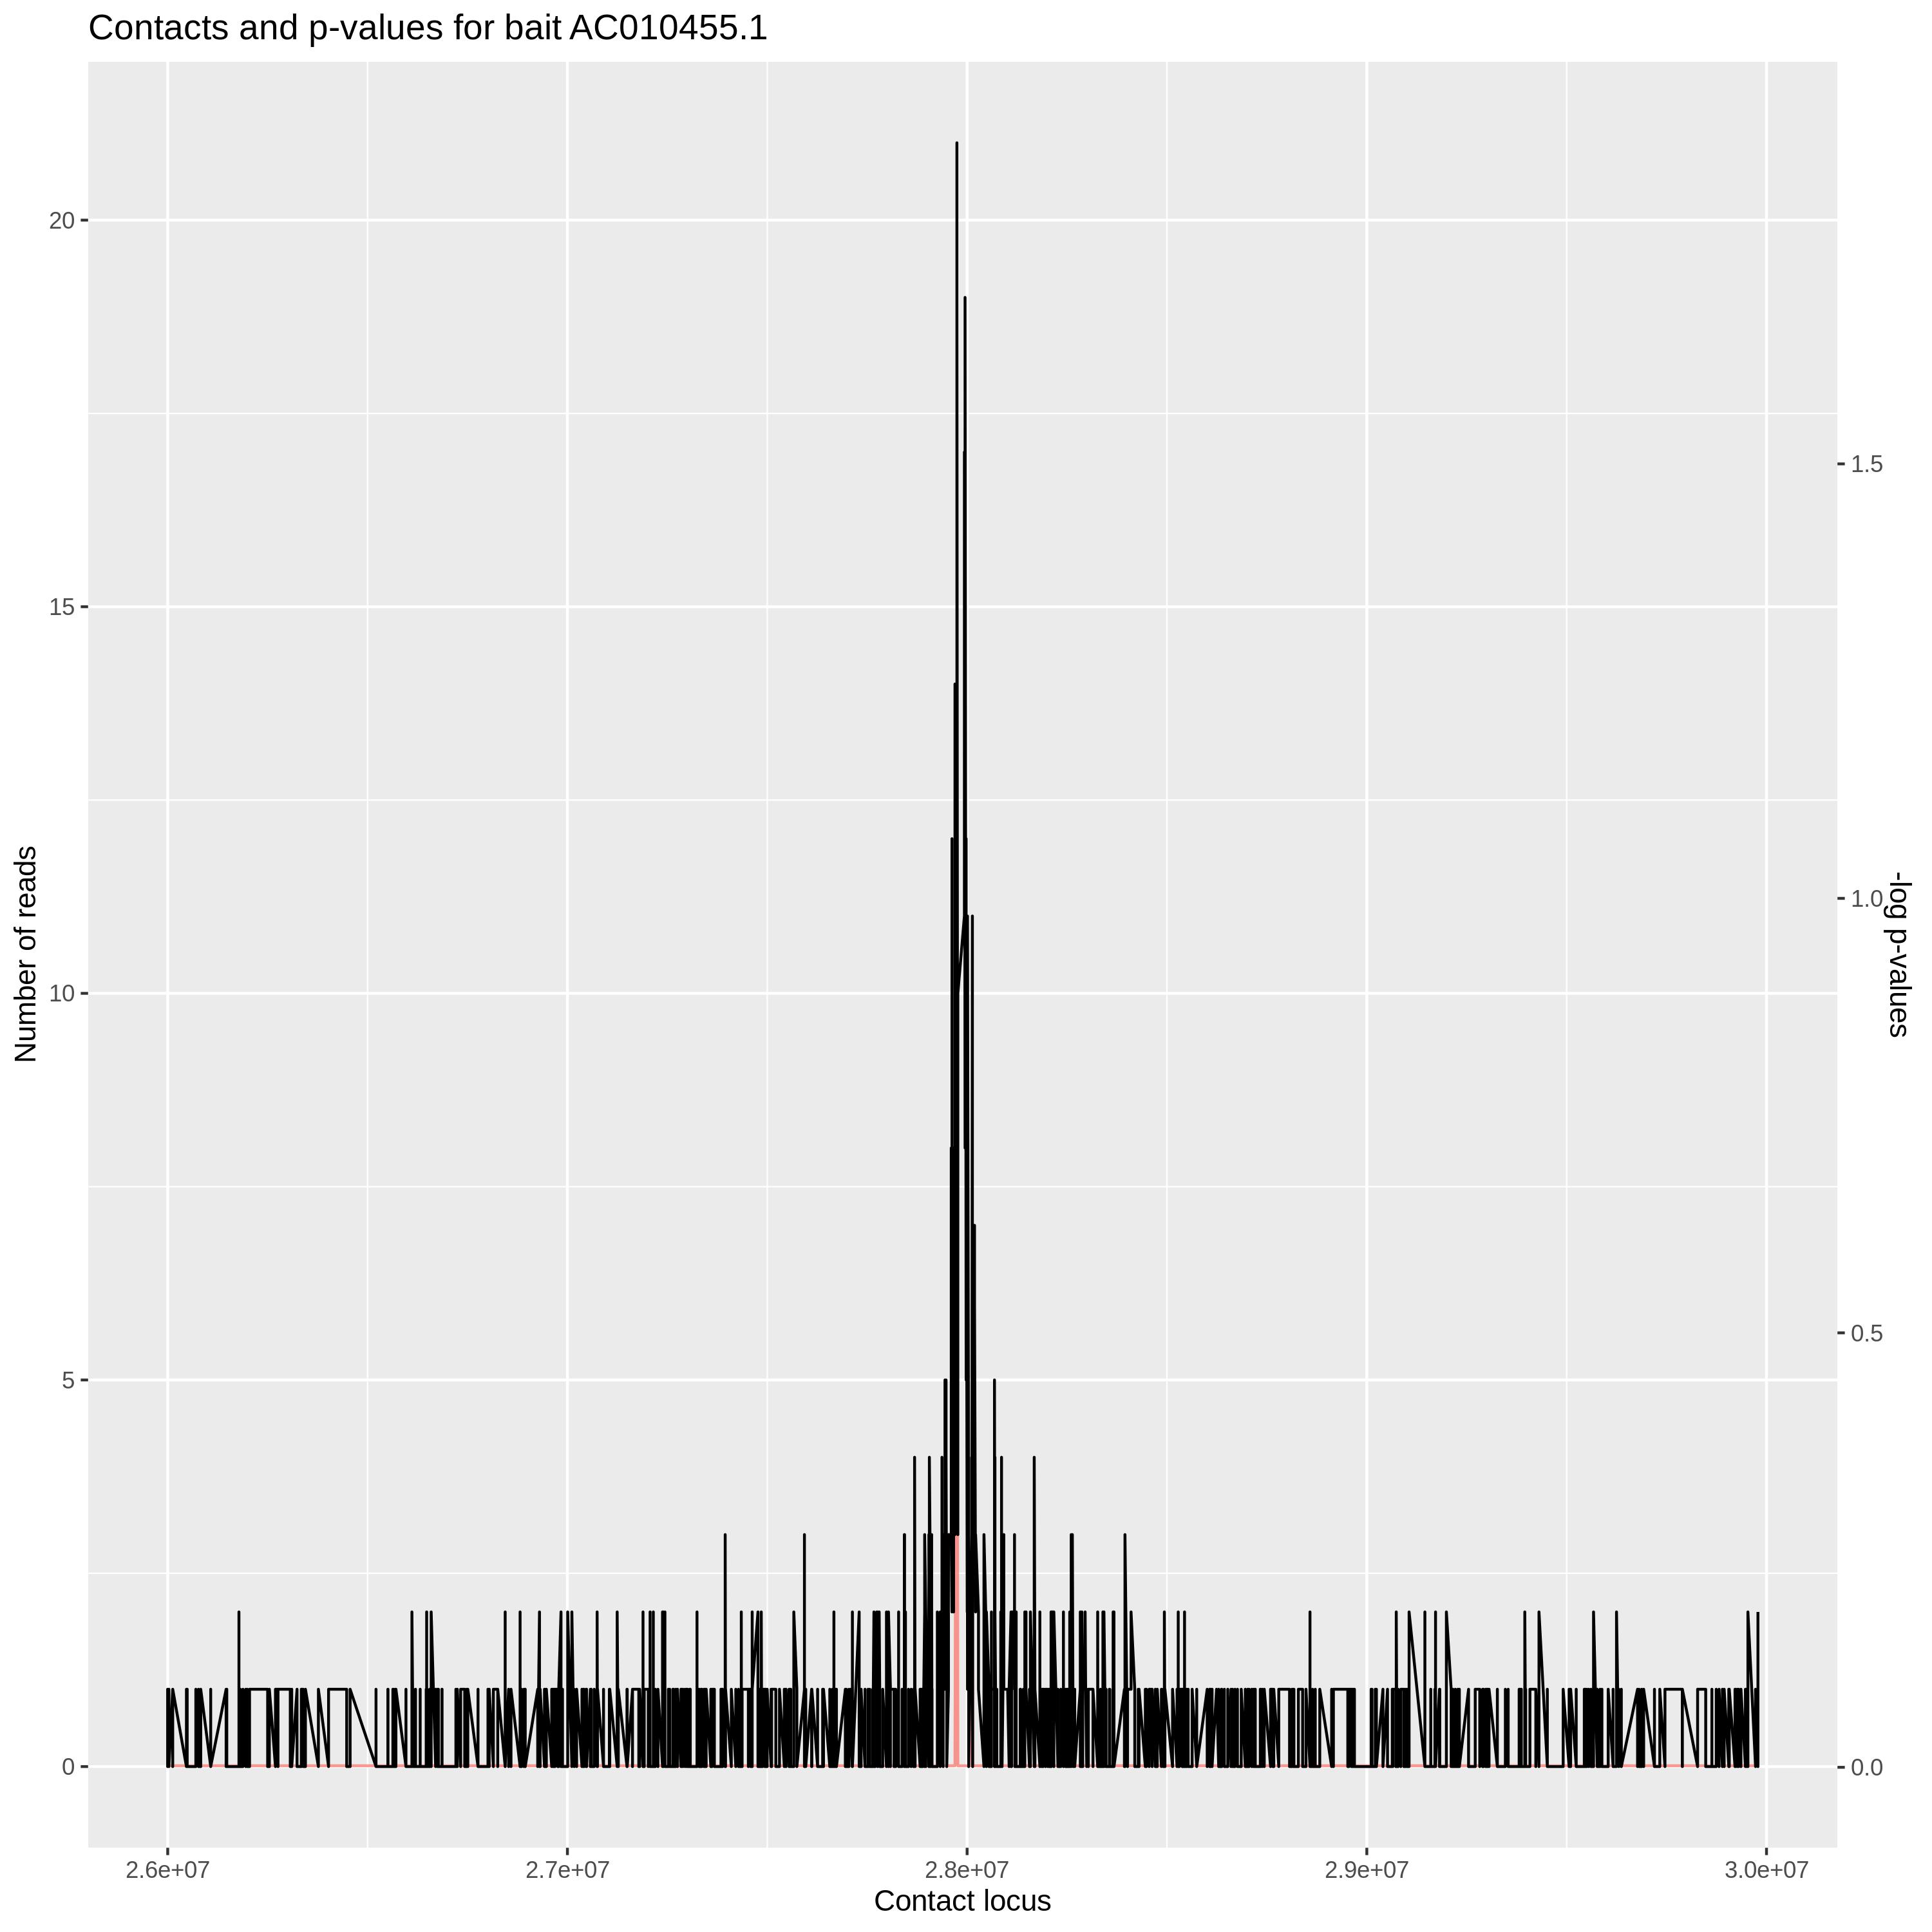 Contacts and p-values for bait AC010455.1
20
15
10
5
0
Number of reads
1.5
1.0
0.5
0.0
-log p-values
2.6e+07
2.7e+07
2.8e+07
2.9e+07
3.0e+07
Contact locus